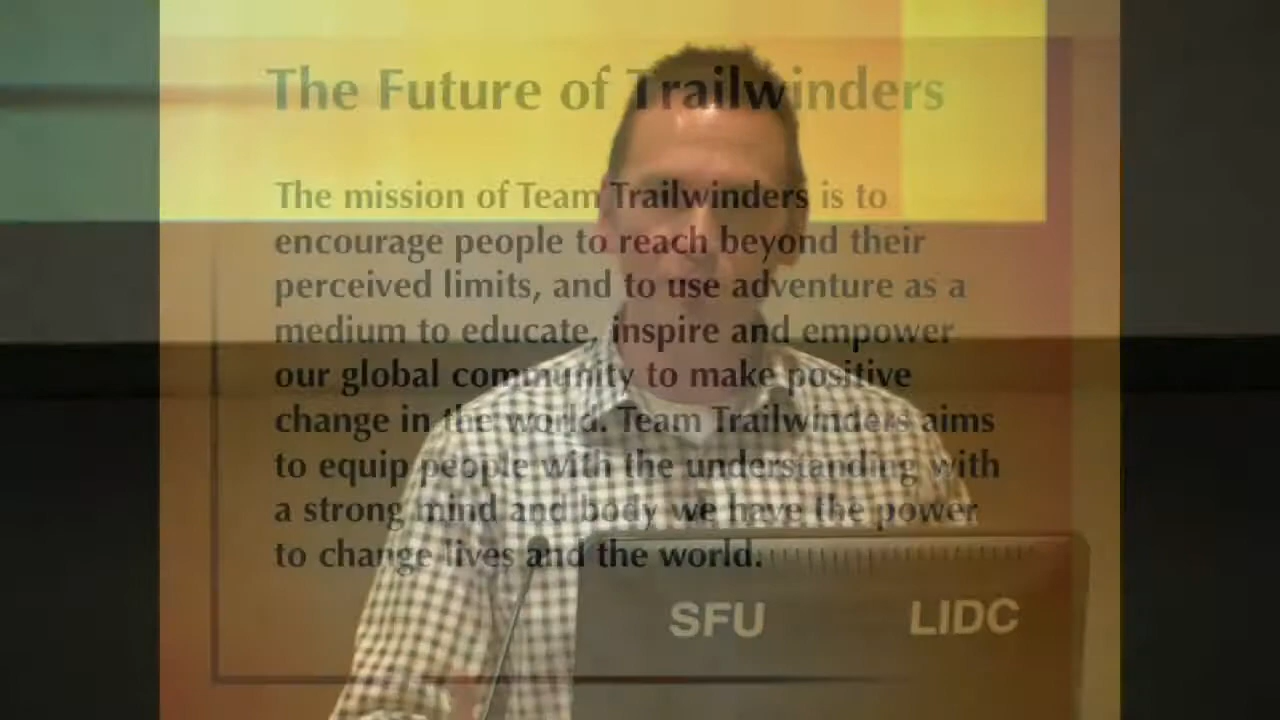 The Future of Trailwinders
The mission of Team Trailwinders is to
encourage people to reach beyond their
perceived limits, and to use adventure as a
medium to educate, inspire and empower
our global community to make positive
change in the world. Team Trailwinders aims
to equip people with the understanding with
a strong mind and body we have the power
to change lives and the world.
SFU LIDC